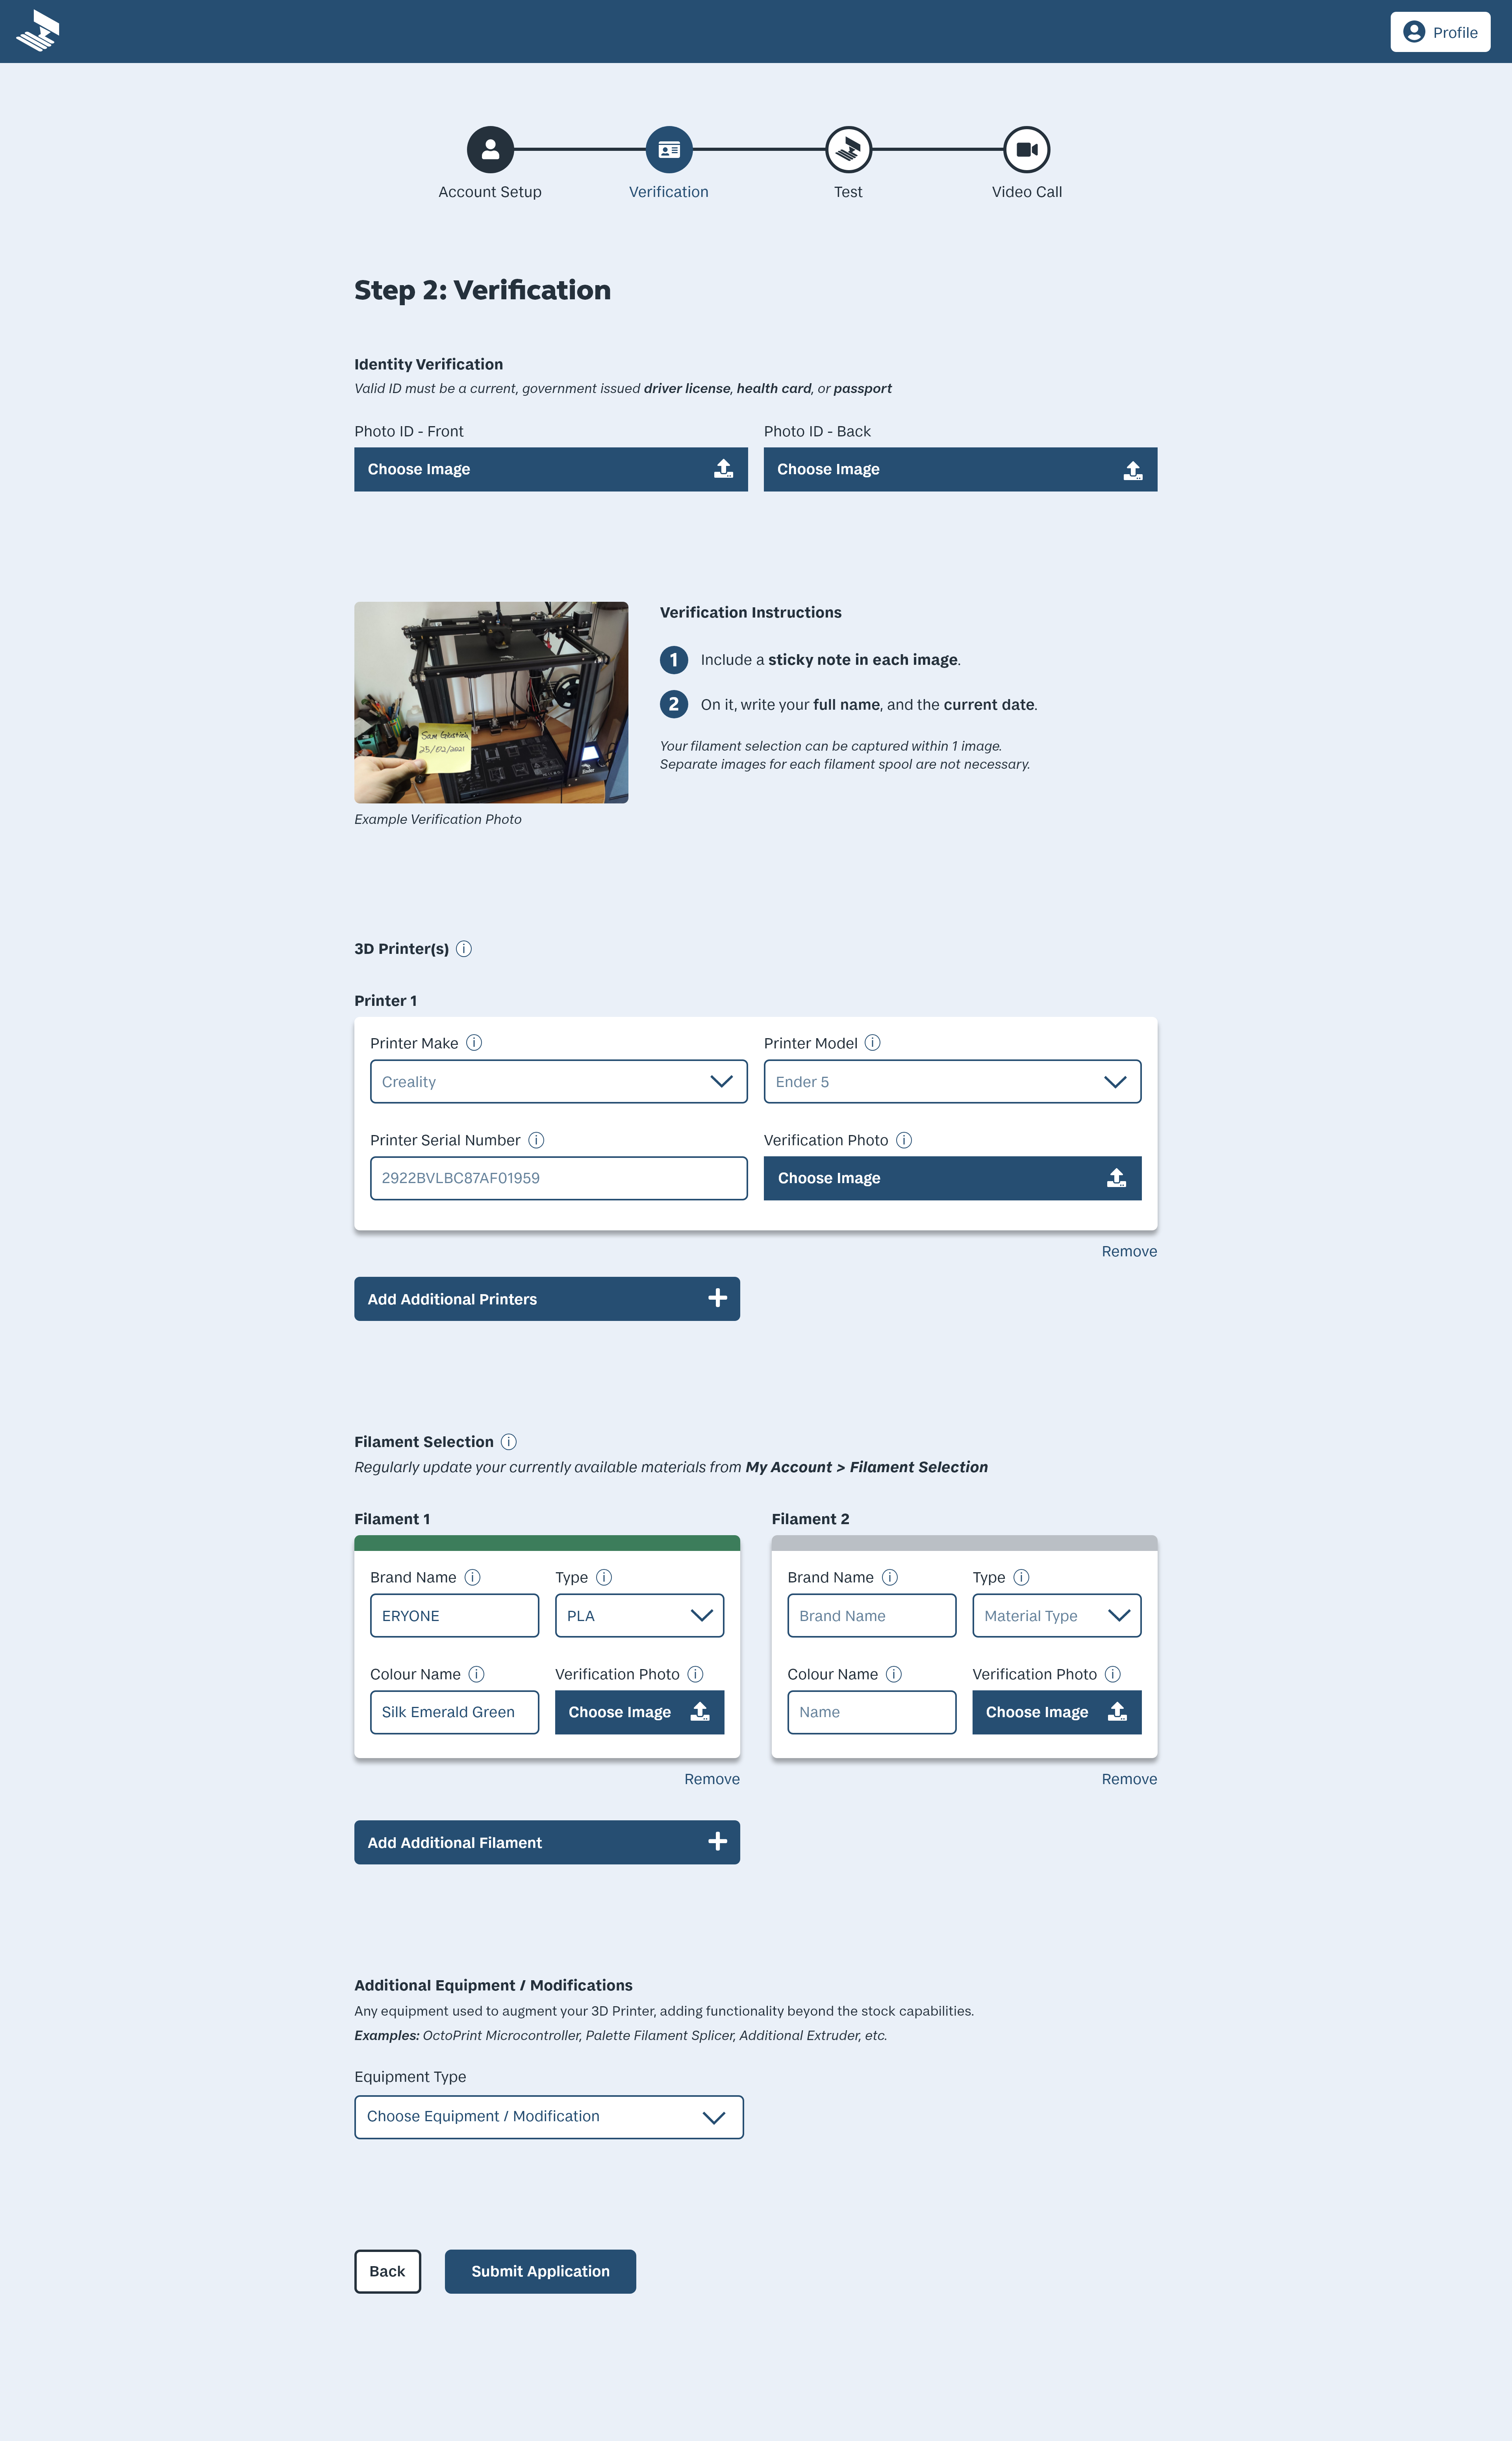 Profile
Account Setup
Verification
Test
Video Call
Step 2: Verification
Identity Verification
Valid ID must be a current, government issued driver license, health card, or passport
Photo ID - Front
Photo ID - Back
Choose Image
Choose Image
Sam
25/02/2021
Example Verification Photo
Verification Instructions
1 Include a sticky note in each image.
2 On it, write your full name, and the current date.
Your filament selection can be captured within 1 image.
Separate images for each filament spool are not necessary.
3D Printer(s) i
Printer 1
Printer Make i
Printer Model i
Creality
Ender 5
Printer Serial Number i
Verification Photo i
2922BVLBC87AF01959
Choose Image
Remove
Add Additional Printers
Filament Selection i
Regularly update your currently available materials from My Account > Filament Selection
Filament 1
Brand Name i
Type i
ERYONE
PLA
Colour Name i
Verification Photo i
Silk Emerald Green
Choose Image
Remove
Filament 2
Brand Name i
Type i
Brand Name
Material Type
Colour Name i
Verification Photo i
Name
Choose Image
Remove
Add Additional Filament
Additional Equipment / Modifications
Any equipment used to augment your 3D Printer, adding functionality beyond the stock capabilities.
Examples: OctoPrint Microcontroller, Palette Filament Splicer, Additional Extruder, etc.
Equipment Type
Choose Equipment / Modification
Back
Submit Application